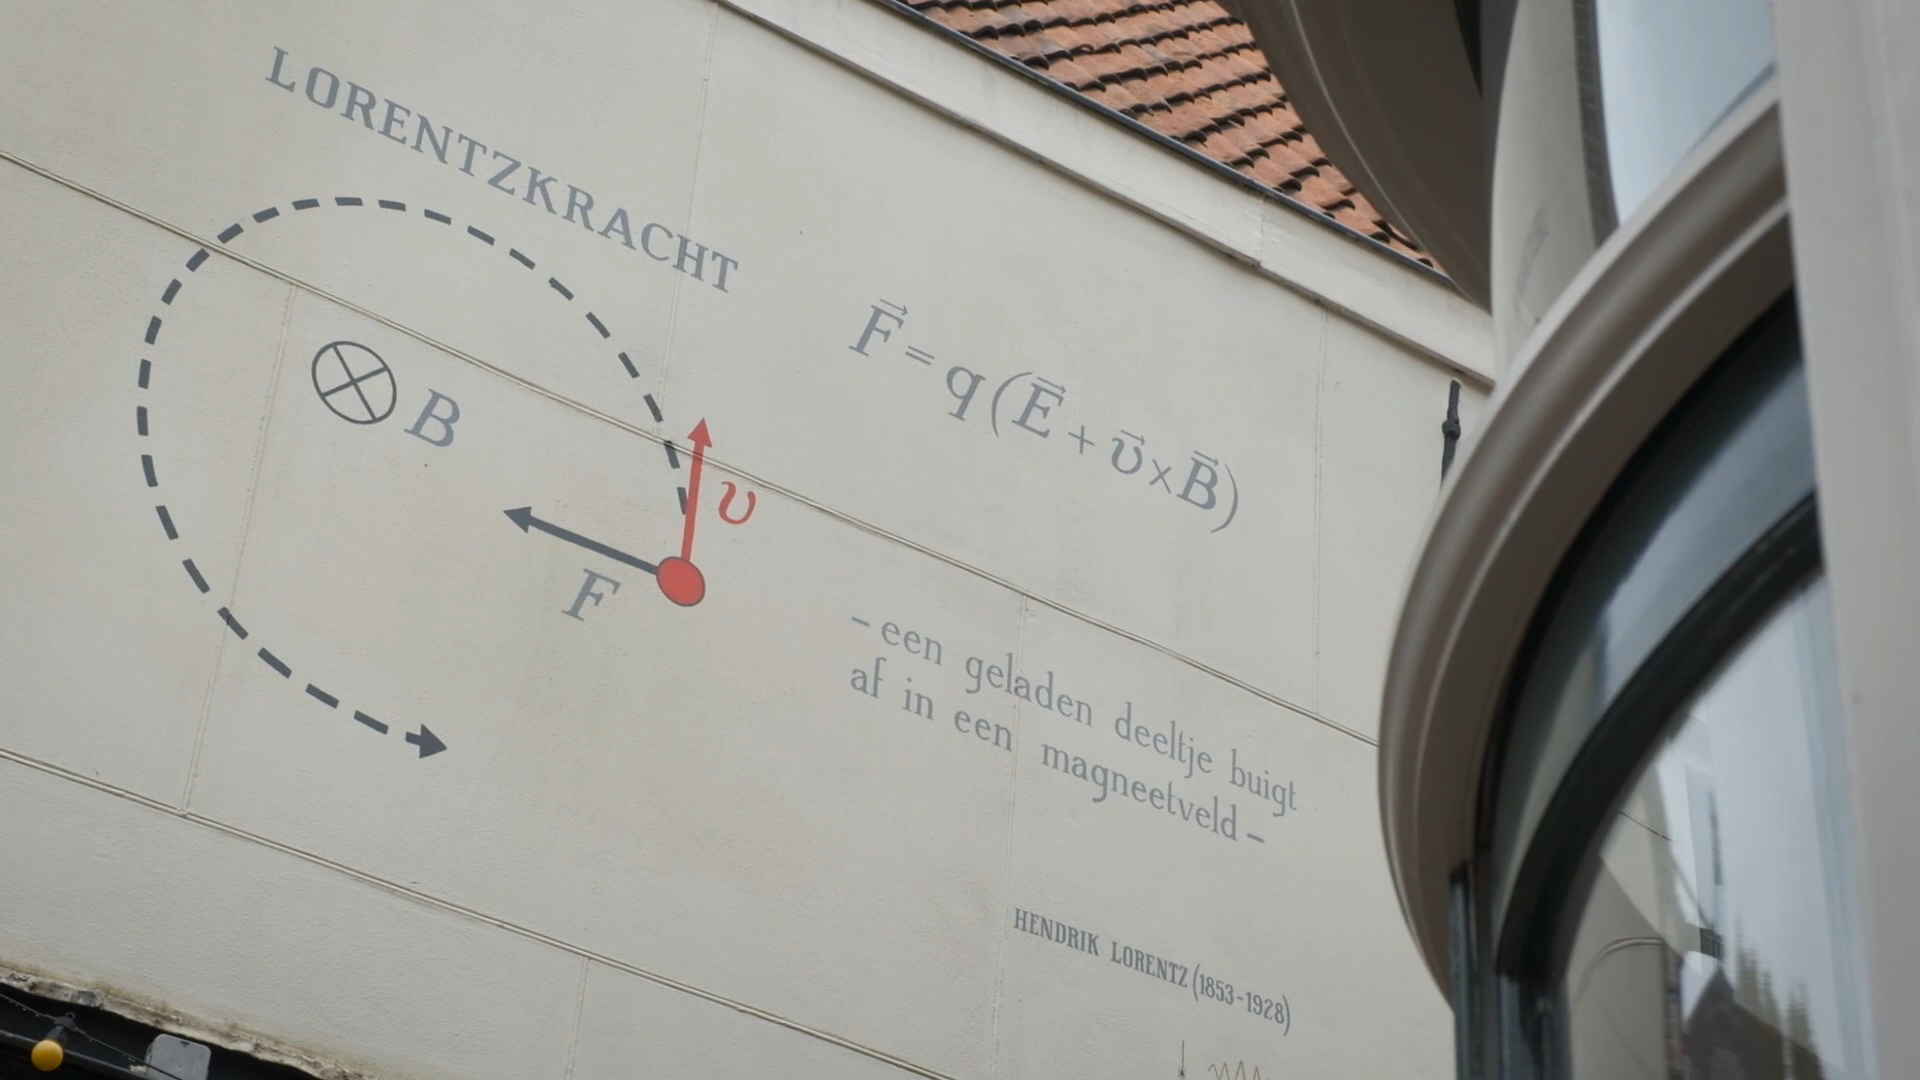 LORENTZKRACHT
B
υ
F
F⃗ = q(E⃗ + υ⃗ × B⃗)
- een geladen deeltje buigt
af in een magneetveld -
HENDRIK LORENTZ (1853-1928)